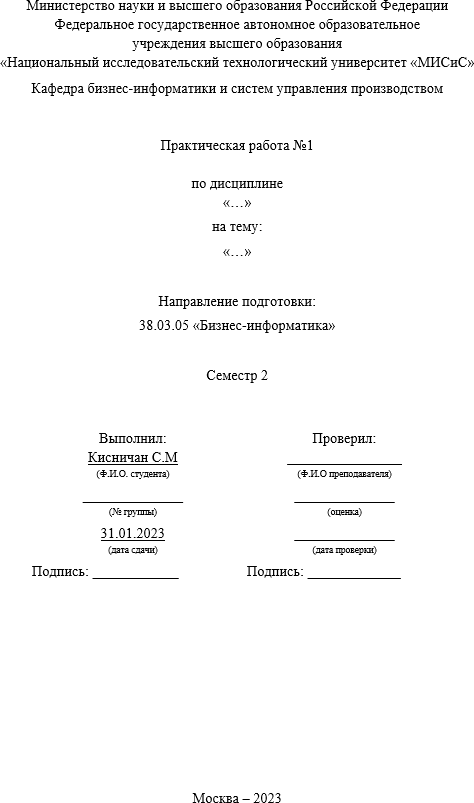 Министерство науки и высшего образования Российской Федерации
Федеральное государственное автономное образовательное
учреждения высшего образования
«Национальный исследовательский технологический университет «МИСиС»
Кафедра бизнес-информатики и систем управления производством
Практическая работа №1
по дисциплине
«…»
на тему:
«…»
Направление подготовки:
38.03.05 «Бизнес-информатика»
Семестр 2
Выполнил: Проверил:
Кисничан С.М
(Ф.И.О. студента) (Ф.И.О преподавателя)
(№ группы) (оценка)
31.01.2023
(дата сдачи) (дата проверки)
Подпись: ____________ Подпись: _____________
Москва – 2023